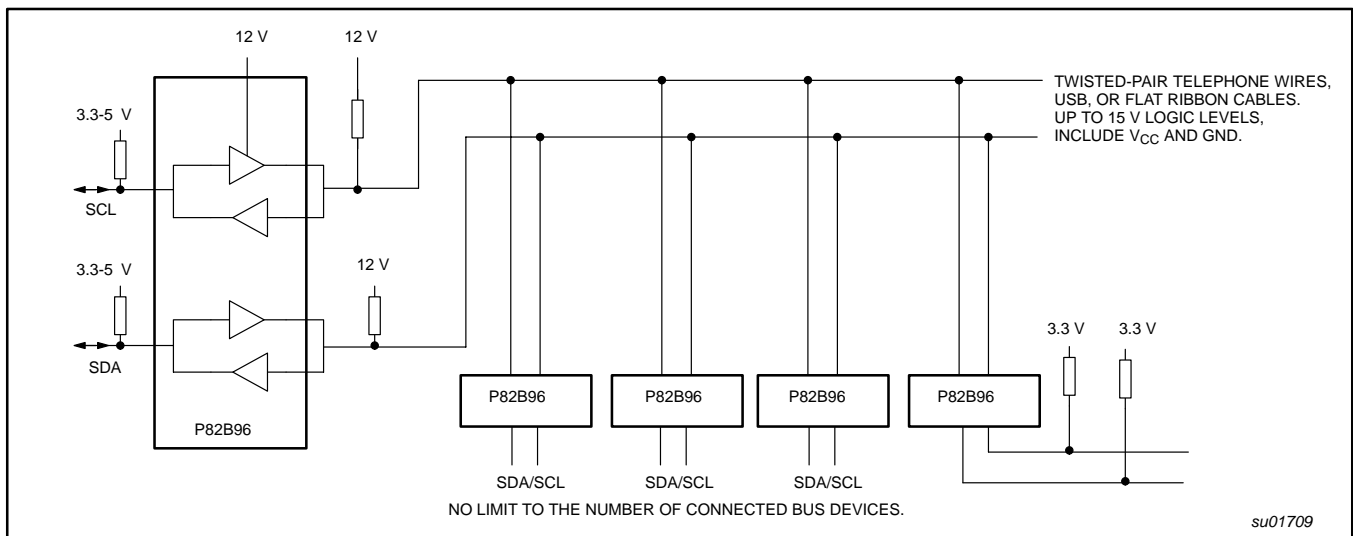 12 V
12 V
3.3-5 V
SCL
3.3-5 V
SDA
P82B96
12 V
TWISTED-PAIR TELEPHONE WIRES,
USB, OR FLAT RIBBON CABLES.
UP TO 15 V LOGIC LEVELS,
INCLUDE VCC AND GND.
3.3 V
3.3 V
P82B96
P82B96
P82B96
P82B96
SDA/SCL
SDA/SCL
SDA/SCL
NO LIMIT TO THE NUMBER OF CONNECTED BUS DEVICES.
su01709